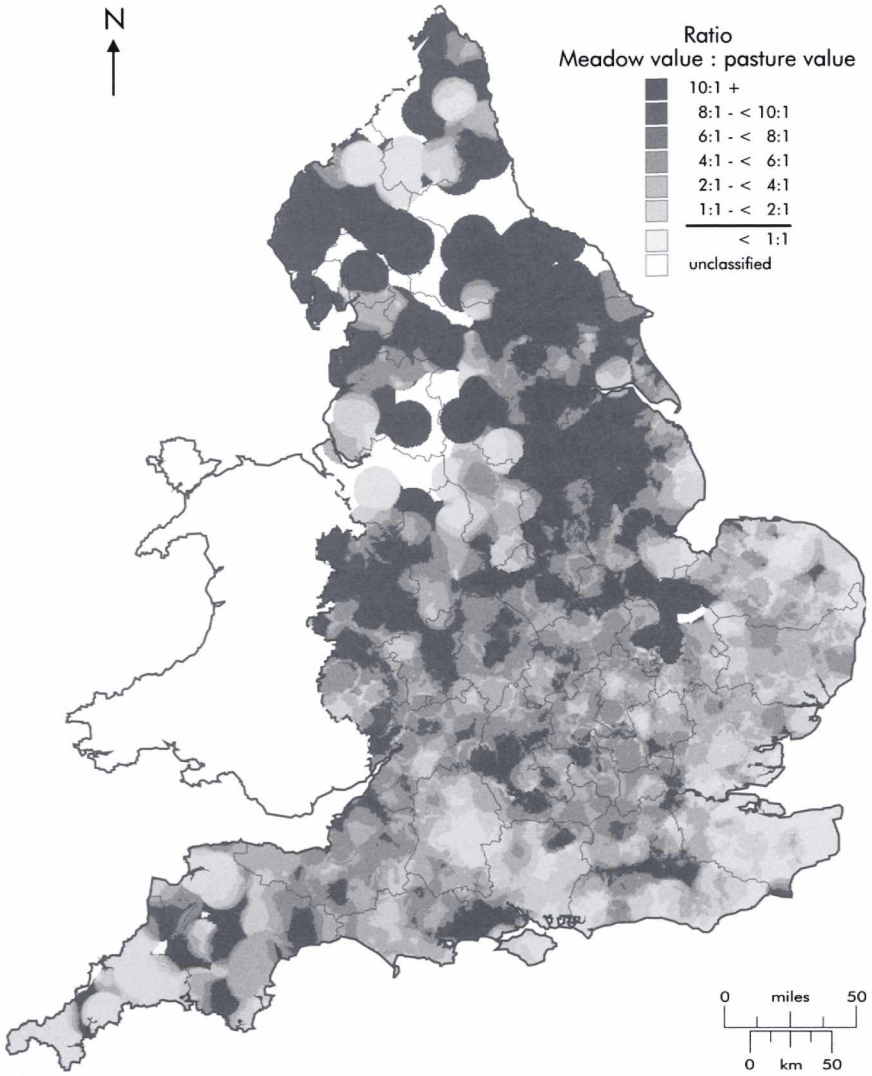 N
Ratio
Meadow value : pasture value
10:1 +
8:1 - < 10:1
6:1 - < 8:1
4:1 - < 6:1
2:1 - < 4:1
1:1 - < 2:1
< 1:1
unclassified
0 miles 50
0 km 50